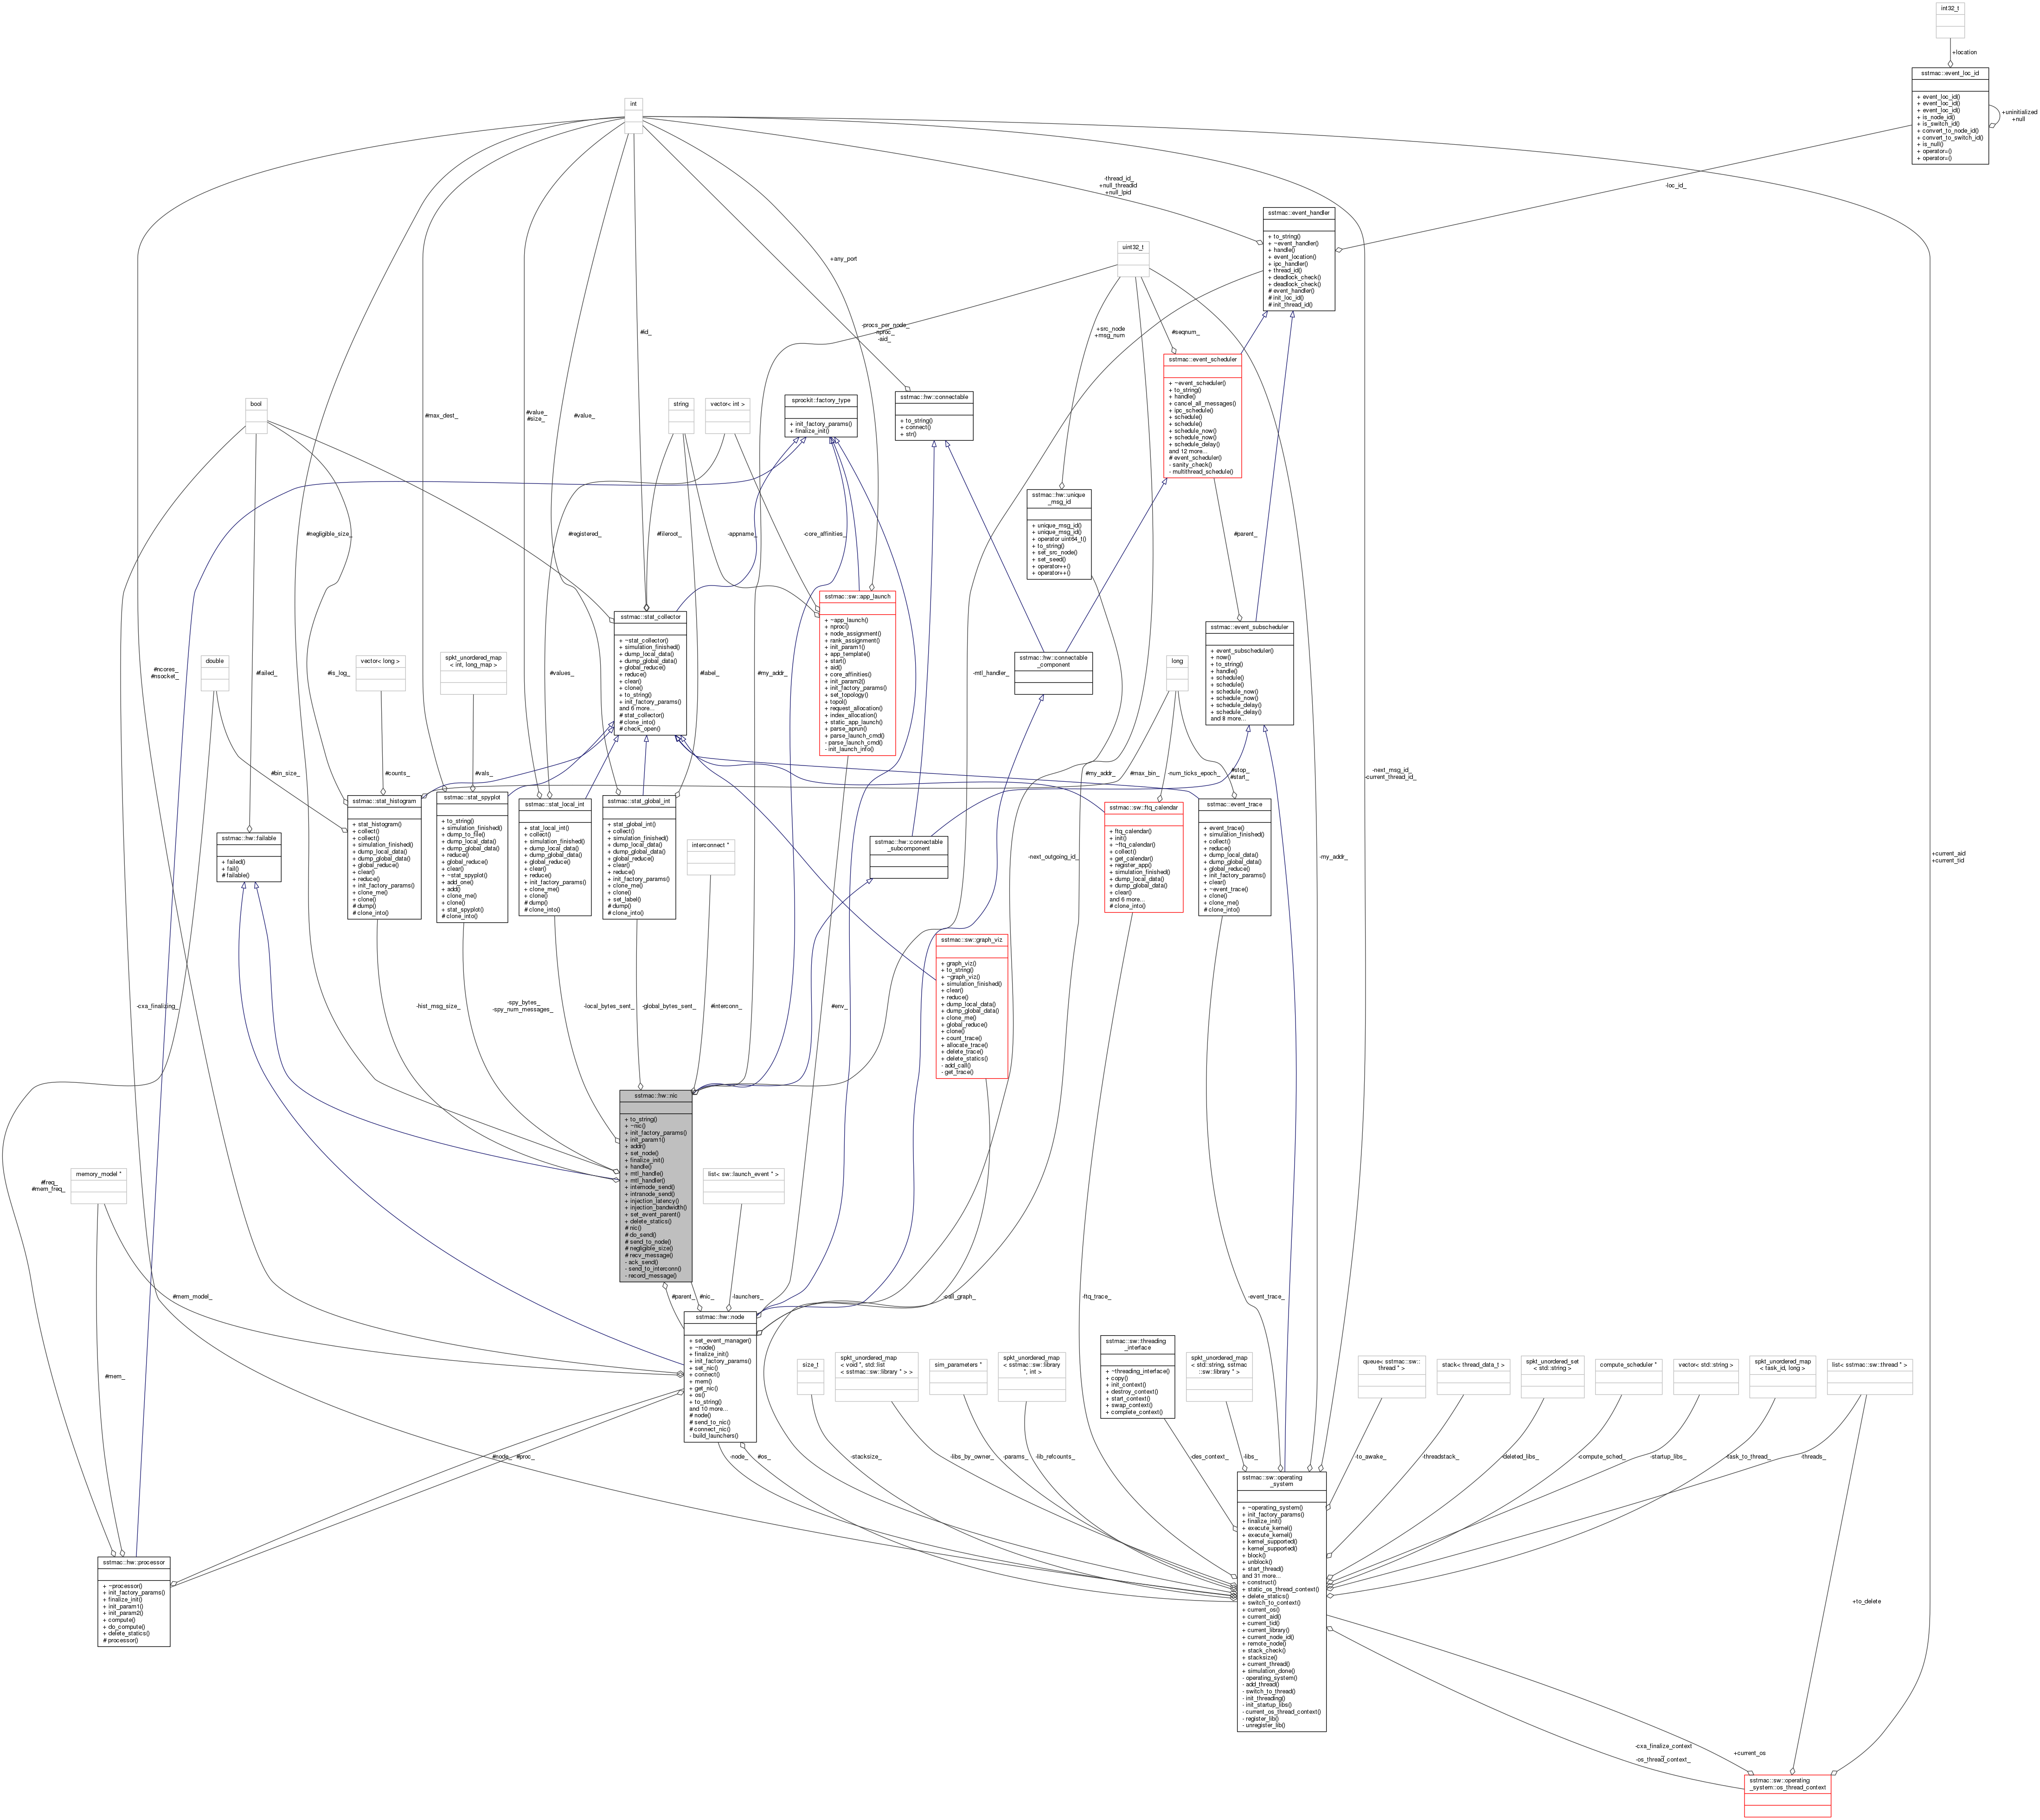 int32_t
+location
sstmac::event_loc_id
+ event_loc_id()
+ event_loc_id()
+ event_loc_id()
+ is_node_id()
+ is_switch_id()
+ convert_to_node_id()
+ convert_to_switch_id()
+ is_null()
+ operator=()
+ operator=()
+uninitialized
+null
int
-thread_id_
+null_threadid
+null_lpid
-loc_id_
sstmac::event_handler
+ to_string()
+ ~event_handler()
+ handle()
+ event_location()
+ ipc_handler()
+ thread_id()
+ deadlock_check()
+ deadlock_check()
# event_handler()
# init_loc_id()
# init_thread_id()
uint32_t
+any_port
#id_
-procs_per_node_
-nproc_
-aid_
+src_node
+msg_num
#seqnum_
sstmac::event_scheduler
+ ~event_scheduler()
+ to_string()
+ handle()
+ cancel_all_messages()
+ ipc_schedule()
+ schedule()
+ schedule()
+ schedule_now()
+ schedule_now()
+ schedule_delay()
and 12 more...
# event_scheduler()
- sanity_check()
- multithread_schedule()
bool
#max_dest_
#value_
#size_
#value_
string
vector< int >
sprockit::factory_type
+ init_factory_params()
+ finalize_init()
sstmac::hw::connectable
+ to_string()
+ connect()
+ str()
sstmac::hw::unique
_msg_id
+ unique_msg_id()
+ unique_msg_id()
+ operator uint64_t()
+ to_string()
+ set_src_node()
+ set_seed()
+ operator++()
+ operator++()
#negligible_size_
#registered_
#fileroot_
-appname_
-core_affinities_
#parent_
sstmac::sw::app_launch
+ ~app_launch()
+ nproc()
+ node_assignment()
+ rank_assignment()
+ init_param1()
+ app_template()
+ start()
+ aid()
+ core_affinities()
+ init_param2()
+ init_factory_params()
+ set_topology()
+ topol()
+ request_allocation()
+ index_allocation()
+ static_app_launch()
+ parse_aprun()
+ parse_launch_cmd()
- parse_launch_cmd()
- init_launch_info()
sstmac::stat_collector
+ ~stat_collector()
+ simulation_finished()
+ dump_local_data()
+ dump_global_data()
+ global_reduce()
+ reduce()
+ clear()
+ clone()
+ to_string()
+ init_factory_params()
and 6 more...
# stat_collector()
# clone_into()
# check_open()
sstmac::event_subscheduler
+ event_subscheduler()
+ now()
+ to_string()
+ handle()
+ schedule()
+ schedule()
+ schedule_now()
+ schedule_now()
+ schedule_delay()
+ schedule_delay()
and 8 more...
sstmac::hw::connectable
_component
double
vector< long >
spkt_unordered_map
< int, long_map >
long
#ncores_
#nsocket_
#failed_
#is_log_
#values_
#label_
#my_addr_
-mtl_handler_
#bin_size_
#counts_
#vals_
#my_addr_
#max_bin_
-num_ticks_epoch_
#stop_
#start_
-next_msg_id_
-current_thread_id_
sstmac::hw::failable
+ failed()
+ fail()
# failable()
sstmac::stat_histogram
+ stat_histogram()
+ collect()
+ collect()
+ simulation_finished()
+ dump_local_data()
+ dump_global_data()
+ global_reduce()
+ clear()
+ reduce()
+ init_factory_params()
+ clone_me()
+ clone()
# dump()
# clone_into()
sstmac::stat_spyplot
+ to_string()
+ simulation_finished()
+ dump_to_file()
+ dump_local_data()
+ dump_global_data()
+ reduce()
+ global_reduce()
+ clear()
+ ~stat_spyplot()
+ add_one()
+ add()
+ clone_me()
+ clone()
+ stat_spyplot()
# clone_into()
sstmac::stat_local_int
+ stat_local_int()
+ collect()
+ simulation_finished()
+ dump_local_data()
+ dump_global_data()
+ global_reduce()
+ clear()
+ reduce()
+ init_factory_params()
+ clone_me()
+ clone()
# dump()
# clone_into()
sstmac::stat_global_int
+ stat_global_int()
+ collect()
+ simulation_finished()
+ dump_local_data()
+ dump_global_data()
+ global_reduce()
+ clear()
+ reduce()
+ init_factory_params()
+ clone_me()
+ clone()
+ set_label()
# dump()
# clone_into()
interconnect *
sstmac::hw::connectable
_subcomponent
sstmac::sw::ftq_calendar
+ ftq_calendar()
+ init()
+ ~ftq_calendar()
+ collect()
+ get_calendar()
+ register_app()
+ simulation_finished()
+ dump_local_data()
+ dump_global_data()
+ clear()
and 6 more...
# clone_into()
sstmac::event_trace
+ event_trace()
+ simulation_finished()
+ collect()
+ reduce()
+ dump_local_data()
+ dump_global_data()
+ global_reduce()
+ init_factory_params()
+ clear()
+ ~event_trace()
+ clone()
+ clone_me()
# clone_into()
-next_outgoing_id_
-my_addr_
+current_aid
+current_tid
sstmac::sw::graph_viz
+ graph_viz()
+ to_string()
+ ~graph_viz()
+ simulation_finished()
+ clear()
+ reduce()
+ dump_local_data()
+ dump_global_data()
+ clone_me()
+ global_reduce()
+ clone()
+ count_trace()
+ allocate_trace()
+ delete_trace()
+ delete_statics()
- add_call()
- get_trace()
-cxa_finalizing_
-hist_msg_size_
-spy_bytes_
-spy_num_messages_
-local_bytes_sent_
-global_bytes_sent_
#interconn_
#env_
sstmac::hw::nic
+ to_string()
+ ~nic()
+ init_factory_params()
+ init_param1()
+ addr()
+ set_node()
+ finalize_init()
+ handle()
+ mtl_handle()
+ mtl_handler()
+ internode_send()
+ intranode_send()
+ injection_latency()
+ injection_bandwidth()
+ set_event_parent()
+ delete_statics()
# nic()
# do_send()
# send_to_node()
# negligible_size()
# recv_message()
- ack_send()
- send_to_interconn()
- record_message()
#freq_
#mem_freq_
memory_model *
list< sw::launch_event * >
#mem_model_
#parent_
#nic_
-launchers_
-call_graph_
-ftq_trace_
-event_trace_
sstmac::hw::node
+ set_event_manager()
+ ~node()
+ finalize_init()
+ init_factory_params()
+ set_nic()
+ connect()
+ mem()
+ get_nic()
+ os()
+ to_string()
and 10 more...
# node()
# send_to_nic()
# connect_nic()
- build_launchers()
size_t
spkt_unordered_map
< void *, std::list
< sstmac::sw::library * > >
sim_parameters *
spkt_unordered_map
< sstmac::sw::library
*, int >
sstmac::sw::threading
_interface
+ ~threading_interface()
+ copy()
+ init_context()
+ destroy_context()
+ start_context()
+ swap_context()
+ complete_context()
spkt_unordered_map
< std::string, sstmac
::sw::library * >
queue< sstmac::sw::
thread * >
stack< thread_data_t >
spkt_unordered_set
< std::string >
compute_scheduler *
vector< std::string >
spkt_unordered_map
< task_id, long >
list< sstmac::sw::thread * >
#mem_
#node_
#proc_
-node_
#os_
-stacksize_
-libs_by_owner_
-params_
-lib_refcounts_
-des_context_
-libs_
-to_awake_
-threadstack_
-deleted_libs_
-compute_sched_
-startup_libs_
-task_to_thread_
-threads_
sstmac::hw::processor
+ ~processor()
+ init_factory_params()
+ finalize_init()
+ init_param1()
+ init_param2()
+ compute()
+ do_compute()
+ delete_statics()
# processor()
sstmac::sw::operating
_system
+ ~operating_system()
+ init_factory_params()
+ finalize_init()
+ execute_kernel()
+ execute_kernel()
+ kernel_supported()
+ kernel_supported()
+ block()
+ unblock()
+ start_thread()
and 31 more...
+ construct()
+ static_os_thread_context()
+ delete_statics()
+ switch_to_context()
+ current_os()
+ current_aid()
+ current_tid()
+ current_library()
+ current_node_id()
+ remote_node()
+ stack_check()
+ stacksize()
+ current_thread()
+ simulation_done()
- operating_system()
- add_thread()
- switch_to_thread()
- init_threading()
- init_startup_libs()
- current_os_thread_context()
- register_lib()
- unregister_lib()
+to_delete
-cxa_finalize_context
_
-os_thread_context_
+current_os
sstmac::sw::operating
_system::os_thread_context